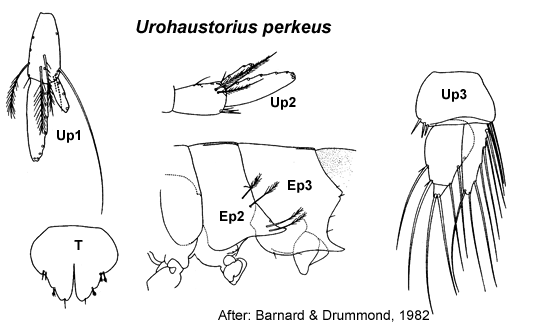 Urohaustorius perkeus
Up1
Up2
Up3
Ep3
Ep2
T
After: Barnard & Drummond, 1982